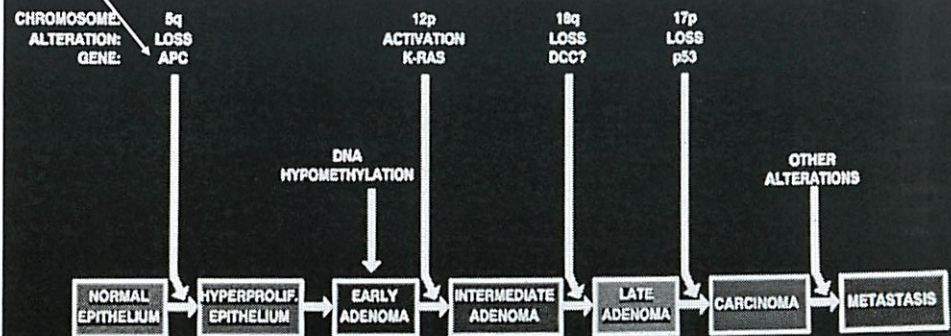 CHROMOSOME: 5q 12p 18q 17p
ALTERATION: LOSS ACTIVATION LOSS LOSS
GENE: APC K-RAS DCC? p53
DNA
HYPOMETHYLATION
OTHER
ALTERATIONS
NORMAL
EPITHELIUM
HYPERPROLIF.
EPITHELIUM
EARLY
ADENOMA
INTERMEDIATE
ADENOMA
LATE
ADENOMA
CARCINOMA
METASTASIS